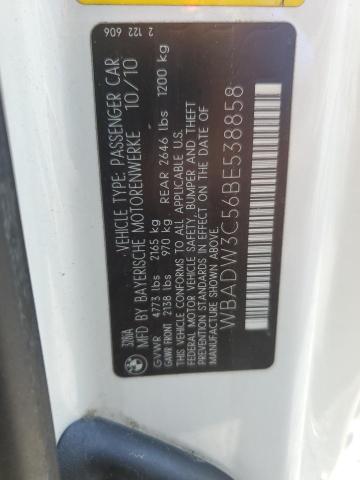 2 122 606
328iA VEHICLE TYPE: PASSENGER CAR
MFD BY BAYERISCHE MOTORENWERKE 10/10
GVWR 4773 lbs 2165 kg
GAWR FRONT 2138 lbs 970 kg REAR 2646 lbs 1200 kg
THIS VEHICLE CONFORMS TO ALL APPLICABLE U.S.
FEDERAL MOTOR VEHICLE SAFETY, BUMPER AND THEFT
PREVENTION STANDARDS IN EFFECT ON THE DATE OF
MANUFACTURE SHOWN ABOVE.
WBADW3C56BE538858